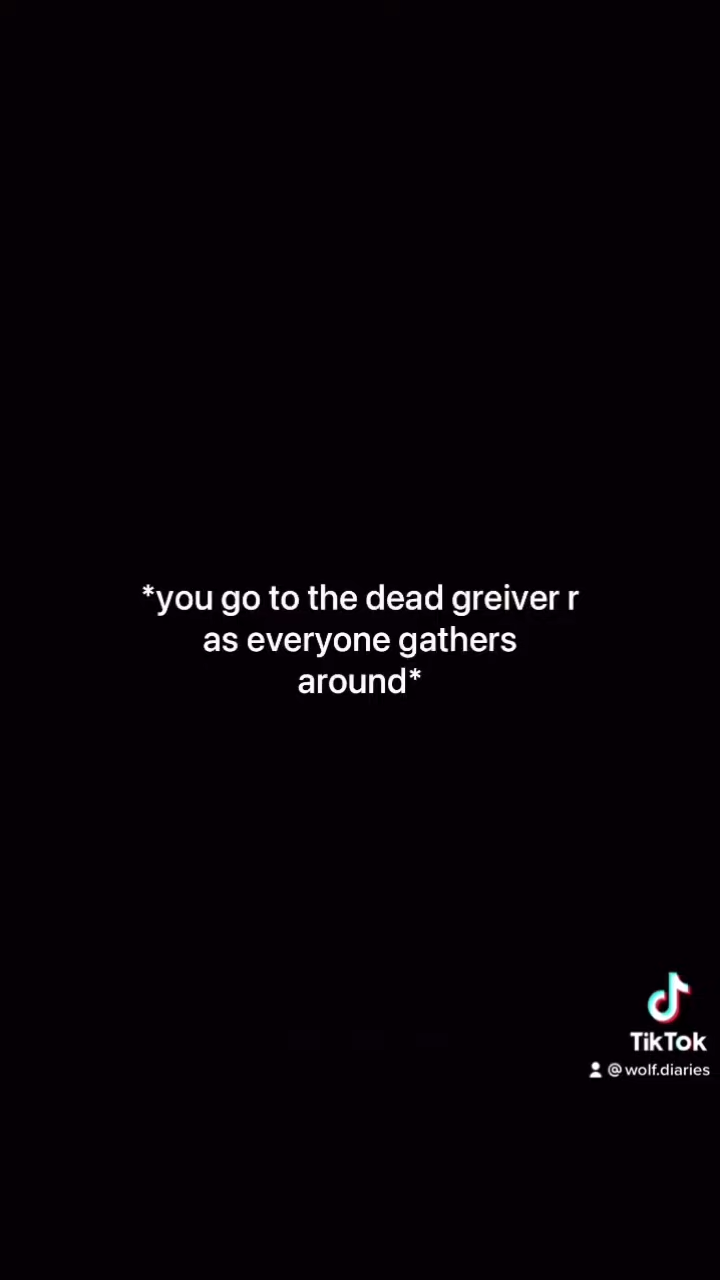 *you go to the dead greiver r
as everyone gathers
around*
TikTok
@wolf.diaries